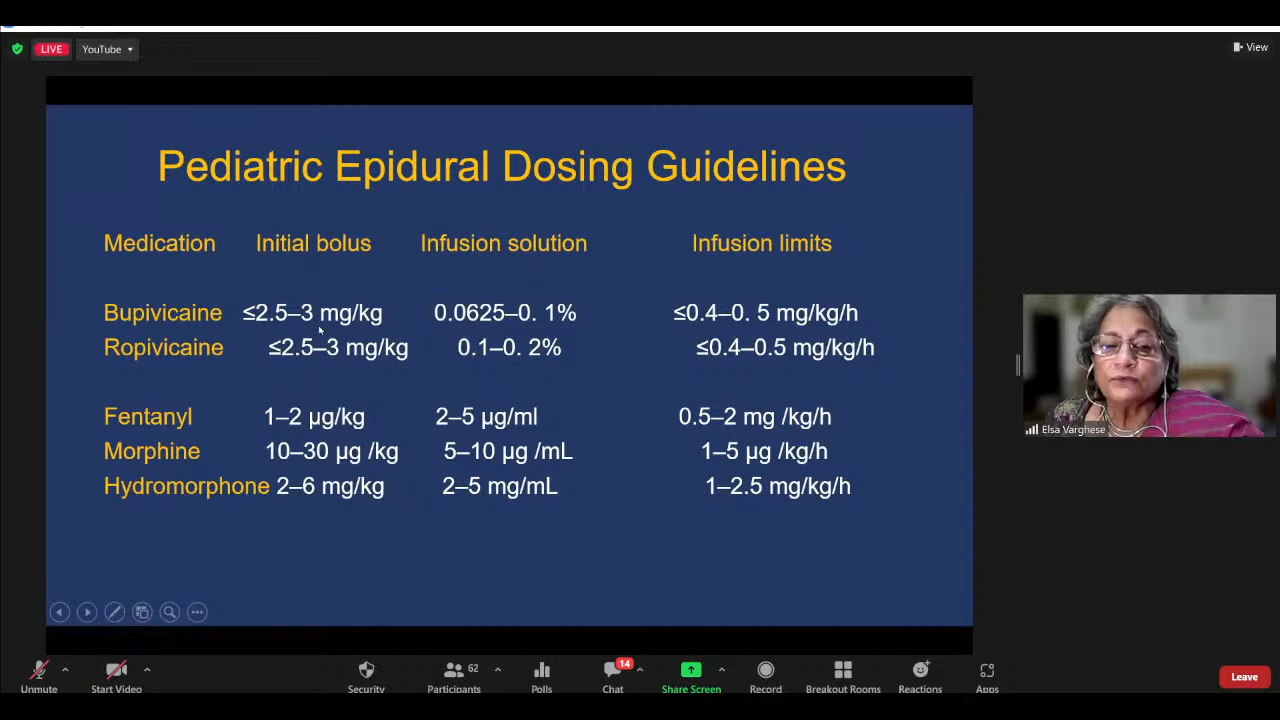 LIVE
YouTube
View
Pediatric Epidural Dosing Guidelines
Medication Initial bolus Infusion solution Infusion limits
Bupivicaine ≤2.5–3 mg/kg 0.0625–0. 1% ≤0.4–0. 5 mg/kg/h
Ropivicaine ≤2.5–3 mg/kg 0.1–0. 2% ≤0.4–0.5 mg/kg/h
Fentanyl 1–2 µg/kg 2–5 µg/ml 0.5–2 mg /kg/h
Morphine 10–30 µg /kg 5–10 µg /mL 1–5 µg /kg/h
Hydromorphone 2–6 mg/kg 2–5 mg/mL 1–2.5 mg/kg/h
Elsa Varghese
62 14
Unmute Start Video Security Participants Polls Chat Share Screen Record Breakout Rooms Reactions Apps Leave